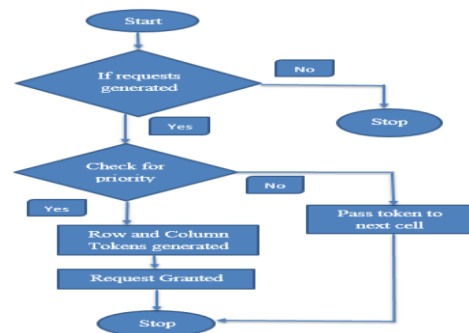 Start
If requests
generated
No
Stop
Yes
Check for
priority
No
Yes
Row and Column
Tokens generated
Pass token to
next cell
Request Granted
Stop